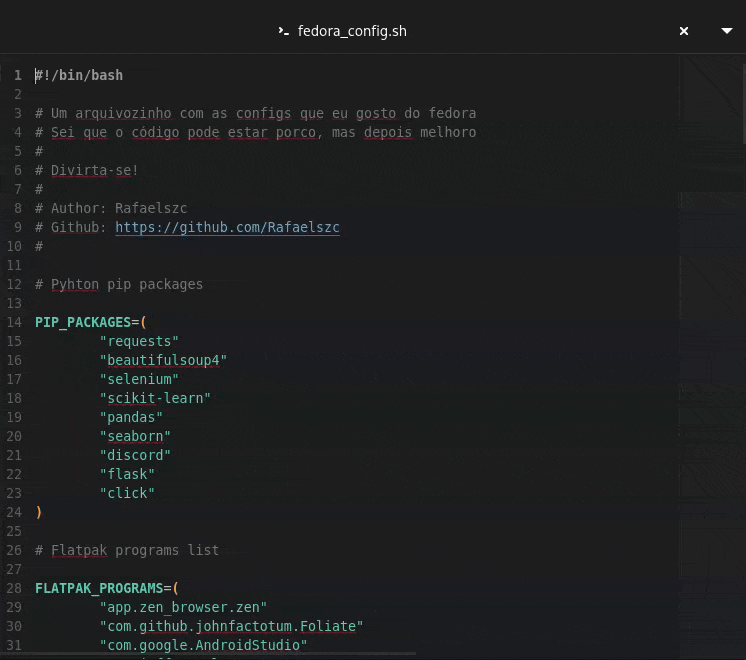 fedora_config.sh
1 #!/bin/bash
2
3 # Um arquivozinho com as configs que eu gosto do fedora
4 # Sei que o código pode estar porco, mas depois melhoro
5 #
6 # Divirta-se!
7 #
8 # Author: Rafaelszc
9 # Github: https://github.com/Rafaelszc
10 #
11
12 # Pyhton pip packages
13
14 PIP_PACKAGES=(
15 "requests"
16 "beautifulsoup4"
17 "selenium"
18 "scikit-learn"
19 "pandas"
20 "seaborn"
21 "discord"
22 "flask"
23 "click"
24 )
25
26 # Flatpak programs list
27
28 FLATPAK_PROGRAMS=(
29 "app.zen_browser.zen"
30 "com.github.johnfactotum.Foliate"
31 "com.google.AndroidStudio"